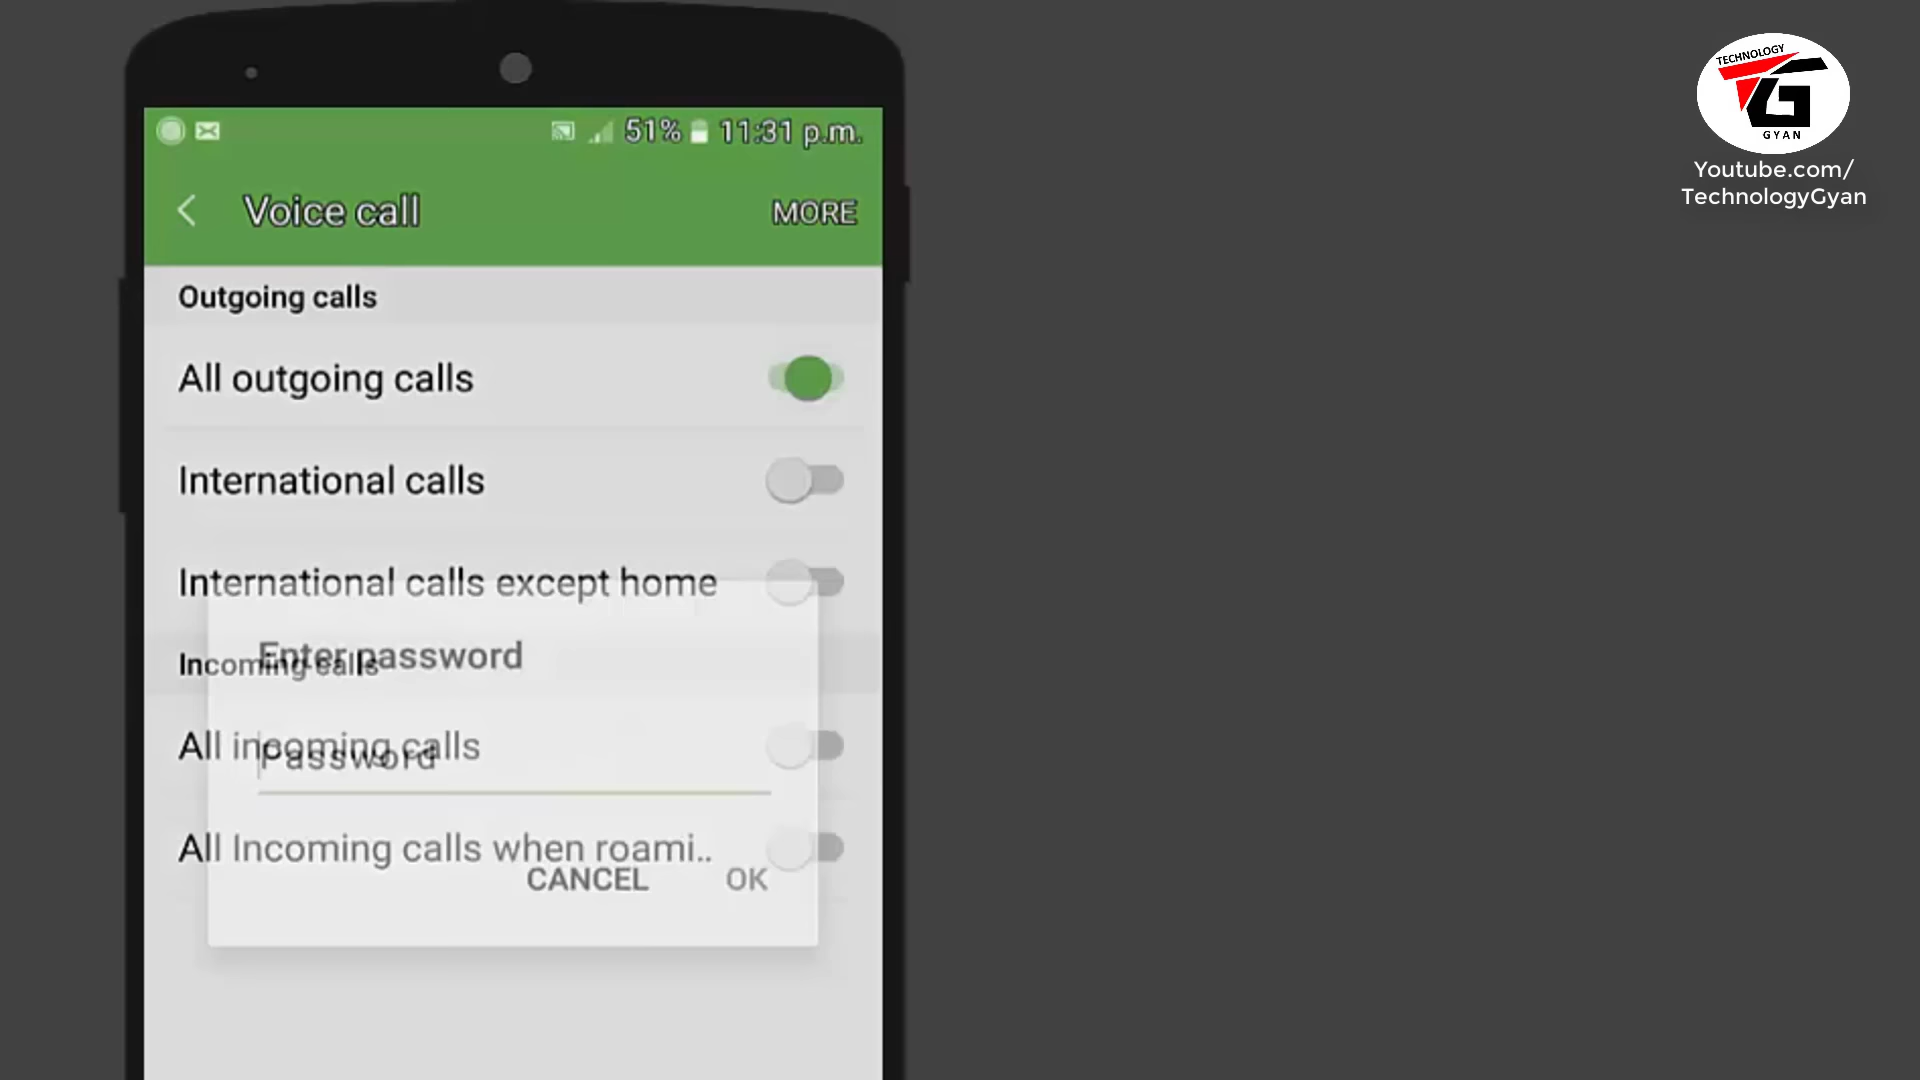 TECHNOLOGY
TG
GYAN
Youtube.com/
TechnologyGyan
51% 11:31 p.m.
Voice call
MORE
Outgoing calls
All outgoing calls
International calls
International calls except home
Enter password
Incoming calls
All incoming calls
Password
All Incoming calls when roami..
CANCEL OK